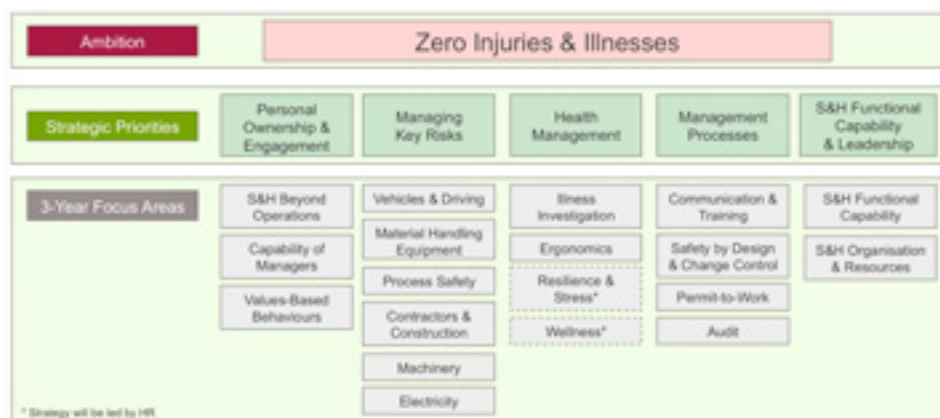 Ambition
Zero Injuries & Illnesses
Strategic Priorities
Personal
Ownership &
Engagement
Managing
Key Risks
Health
Management
Management
Processes
S&H Functional
Capability
& Leadership
3-Year Focus Areas
S&H Beyond
Operations
Capability of
Managers
Values-Based
Behaviours
Vehicles & Driving
Material Handling
Equipment
Process Safety
Contractors &
Construction
Machinery
Electricity
Illness
Investigation
Ergonomics
Resilience &
Stress*
Wellness*
Communication &
Training
Safety by Design
& Change Control
Permit-to-Work
Audit
S&H Functional
Capability
S&H Organisation
& Resources
* Strategy will be led by HR